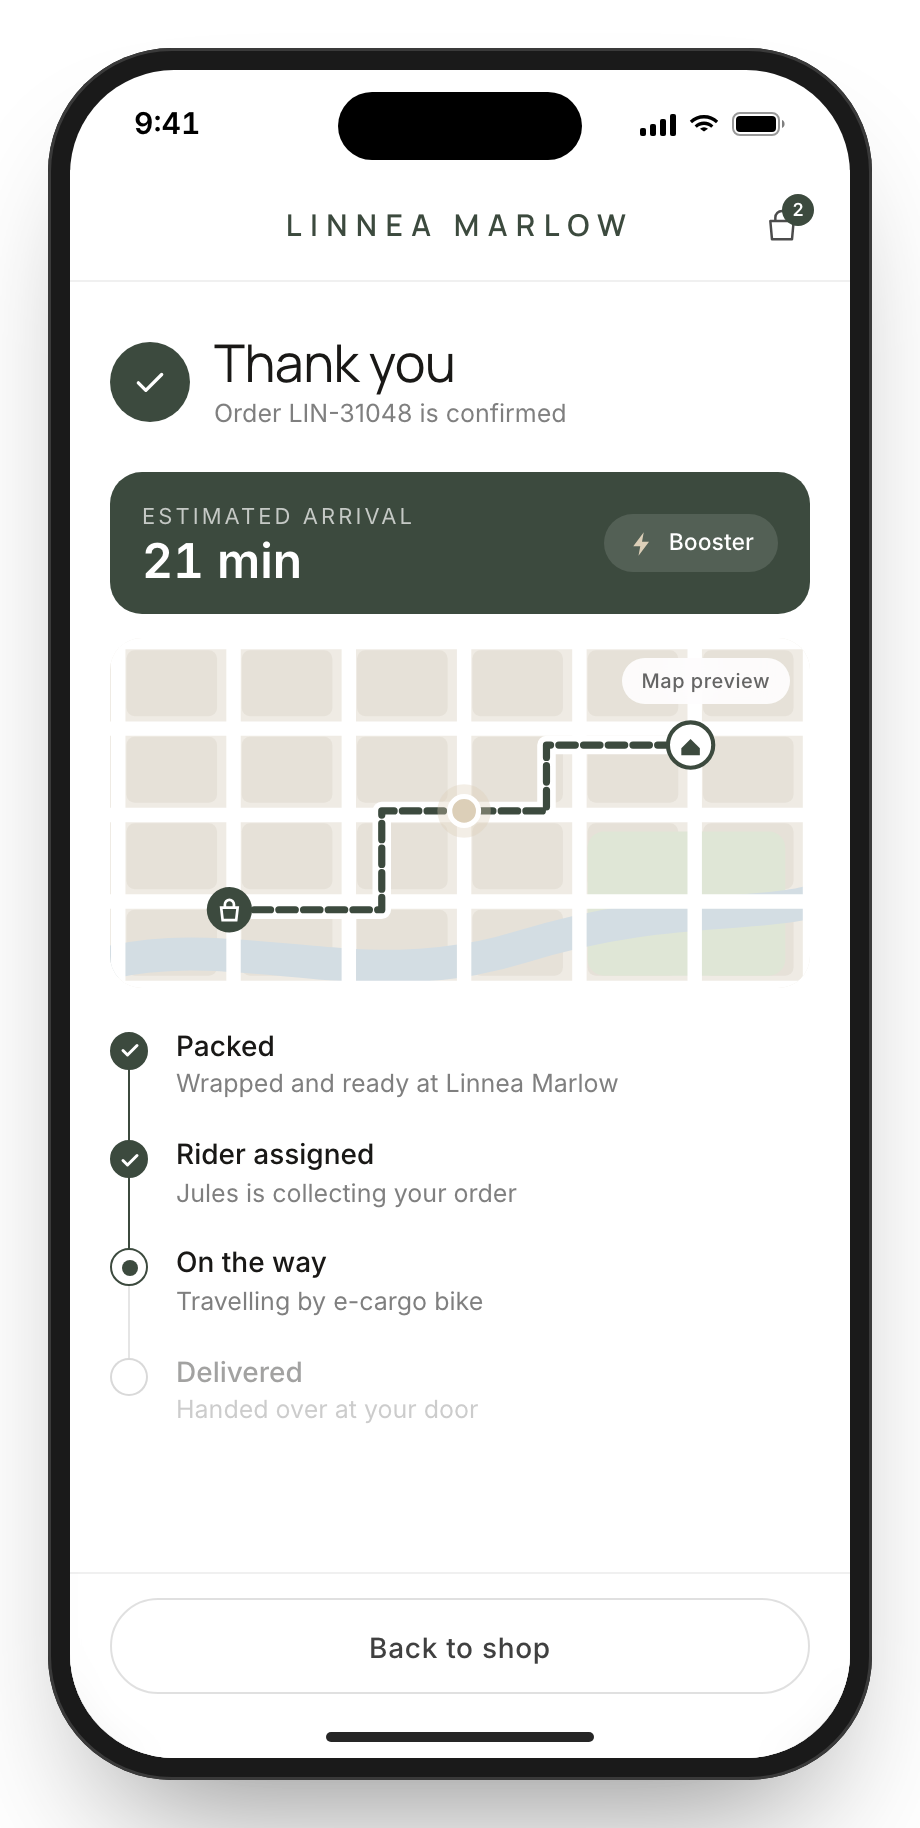 9:41
LINNEA MARLOW
2
Thank you
Order LIN-31048 is confirmed
ESTIMATED ARRIVAL
21 min
Booster
Map preview
Packed
Wrapped and ready at Linnea Marlow
Rider assigned
Jules is collecting your order
On the way
Travelling by e-cargo bike
Delivered
Handed over at your door
Back to shop